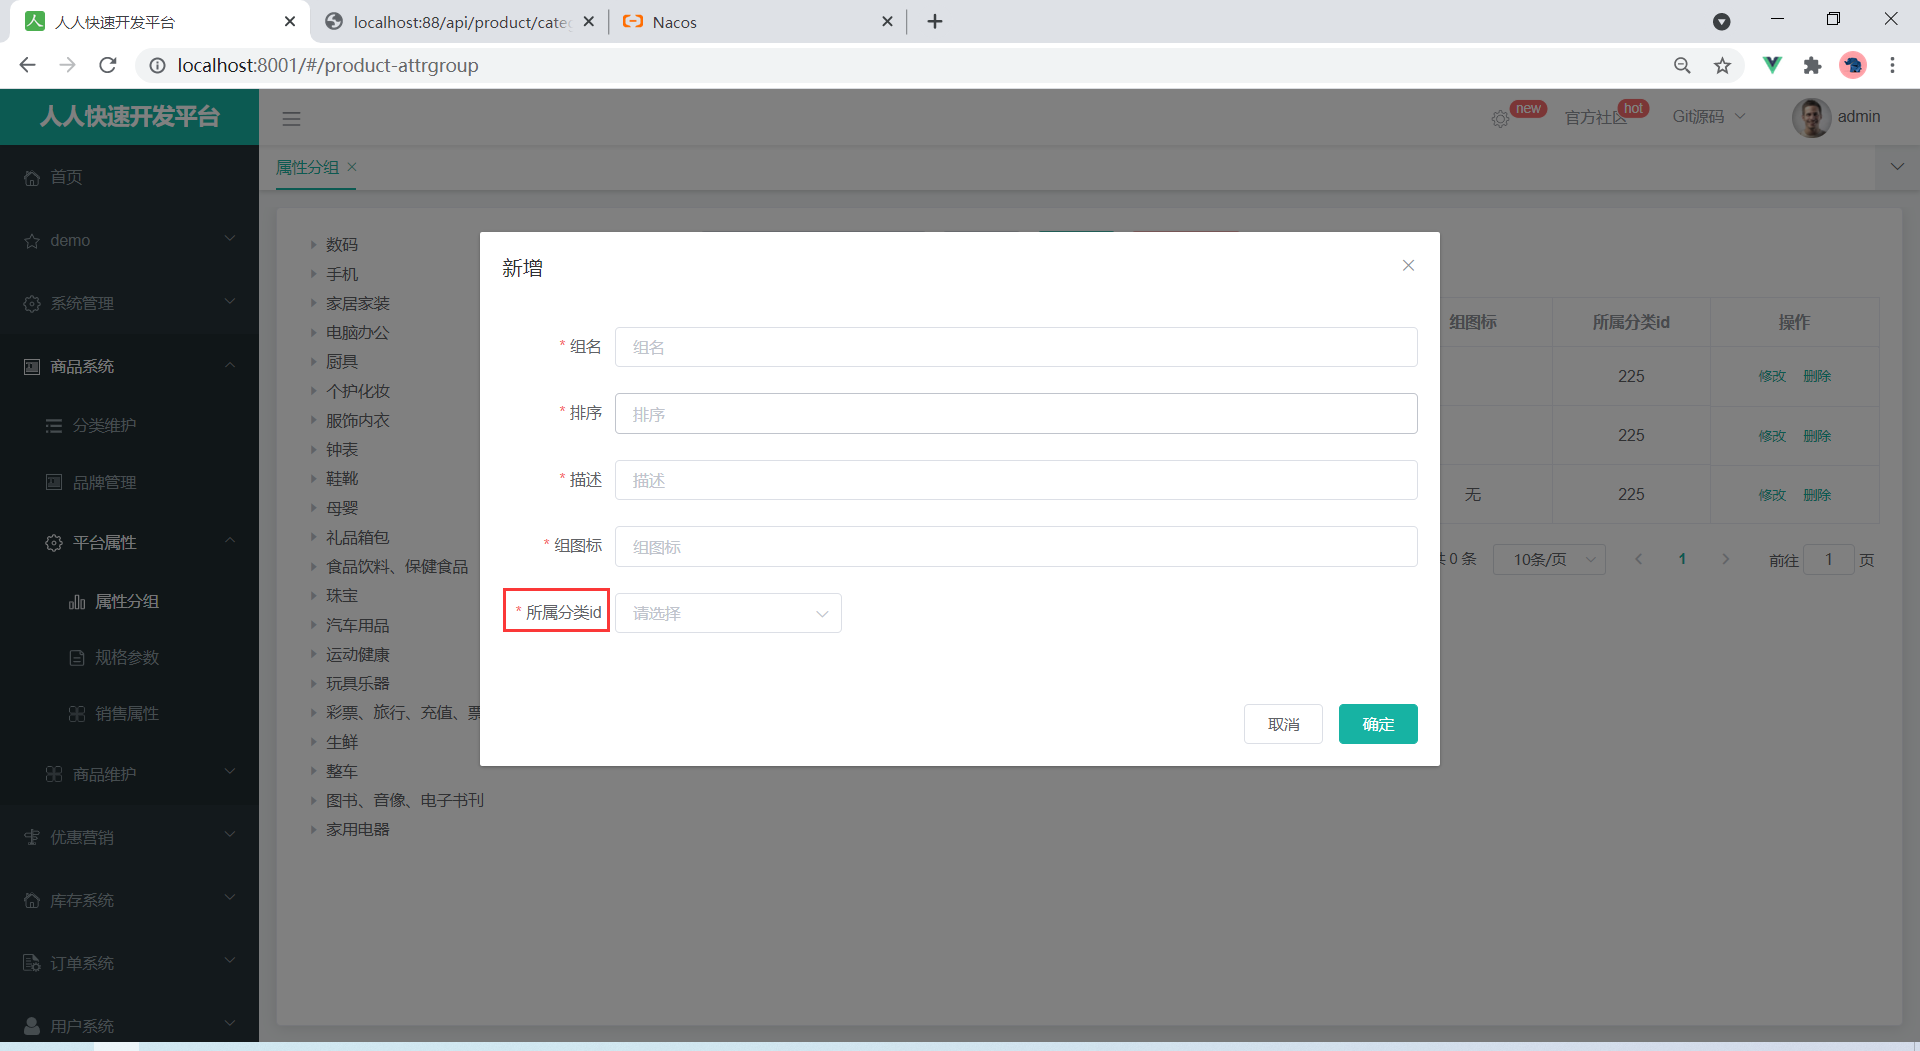 人人快速开发平台
localhost:88/api/product/cate
Nacos
localhost:8001/#/product-attrgroup
人人快速开发平台
new
官方社区
hot
Git源码
admin
首页
demo
系统管理
商品系统
分类维护
品牌管理
平台属性
属性分组
规格参数
销售属性
商品维护
优惠营销
库存系统
订单系统
用户系统
属性分组
数码
手机
家居家装
电脑办公
厨具
个护化妆
服饰内衣
钟表
鞋靴
母婴
礼品箱包
食品饮料、保健食品
珠宝
汽车用品
运动健康
玩具乐器
彩票、旅行、充值、票
生鲜
整车
图书、音像、电子书刊
家用电器
新增
* 组名 组名
* 排序 排序
* 描述 描述
* 组图标 组图标
* 所属分类id 请选择
取消 确定
组图标 所属分类id 操作
225 修改 删除
225 修改 删除
无 225 修改 删除
共 0 条 10条/页 1 前往 1 页